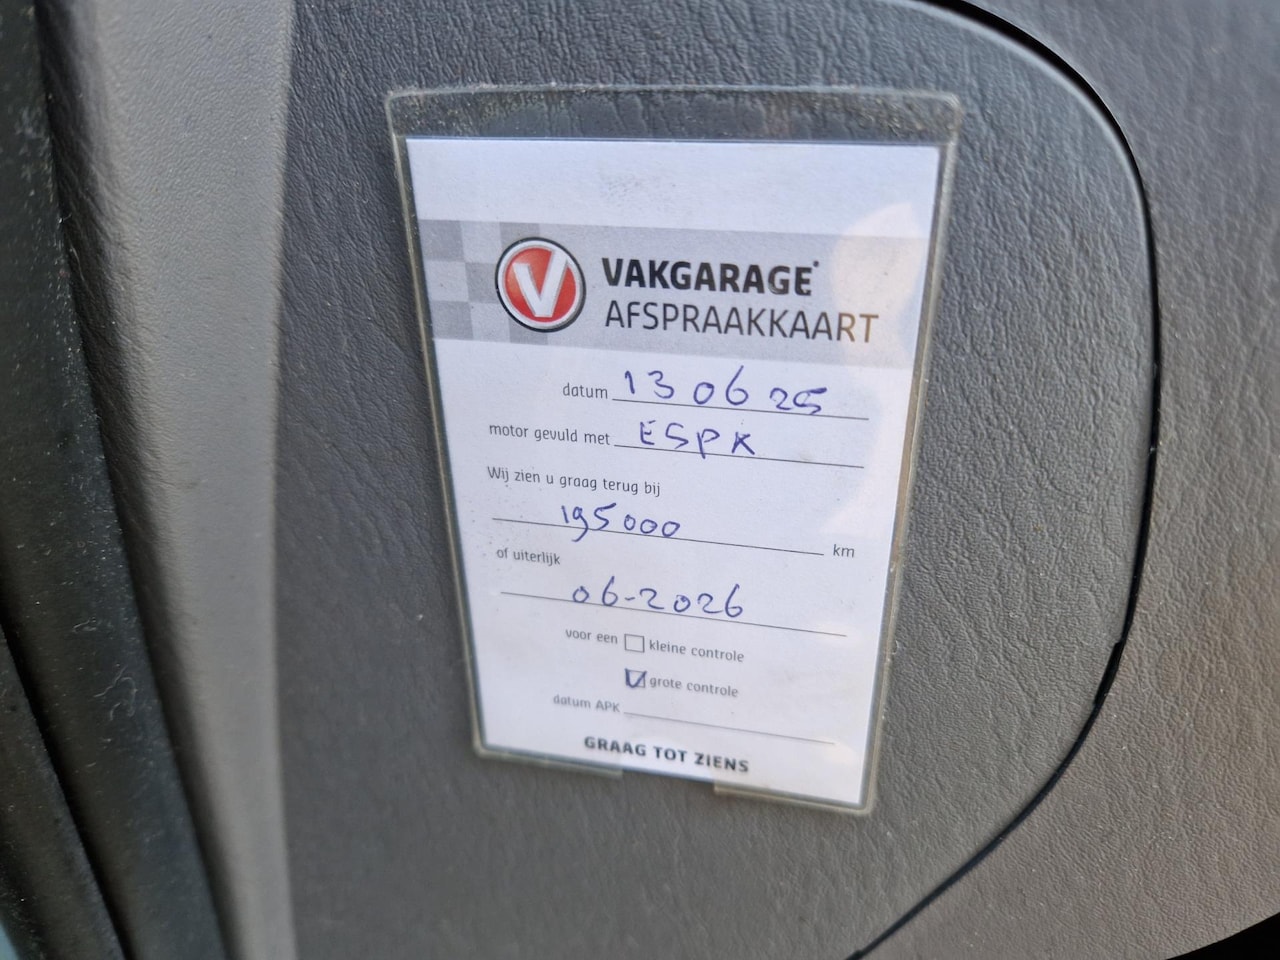 V VAKGARAGE®
AFSPRAAKKAART
datum 13 06 25
motor gevuld met ESPK
Wij zien u graag terug bij
195000 km
of uiterlijk
06-2026
voor een kleine controle
grote controle
datum APK
GRAAG TOT ZIENS